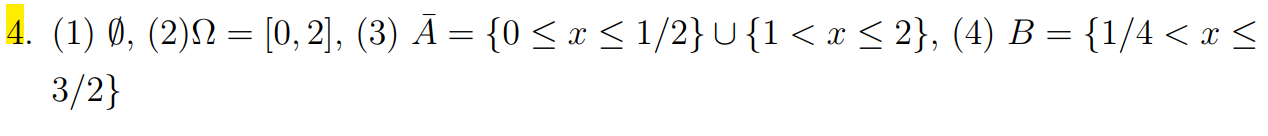 4. (1) ∅, (2)Ω = [0, 2], (3) Ā = {0 ≤ x ≤ 1/2} ∪ {1 < x ≤ 2}, (4) B = {1/4 < x ≤
3/2}